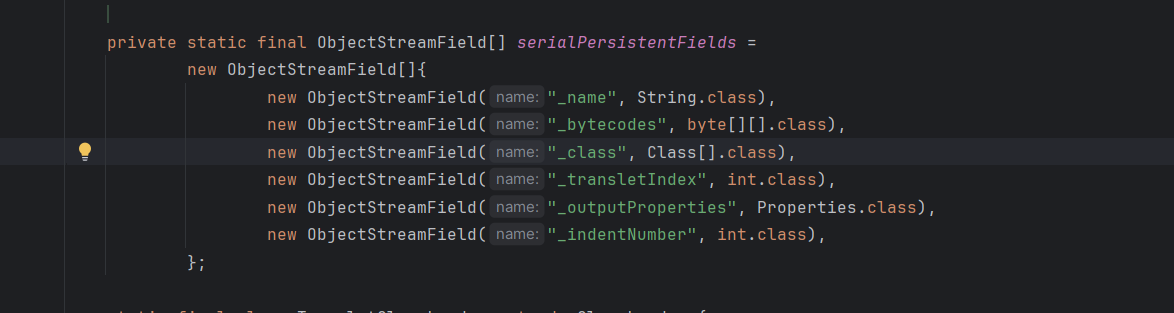 private static final ObjectStreamField[] serialPersistentFields =
new ObjectStreamField[]{
new ObjectStreamField( name: "_name", String.class),
new ObjectStreamField( name: "_bytecodes", byte[][].class),
new ObjectStreamField( name: "_class", Class[].class),
new ObjectStreamField( name: "_transletIndex", int.class),
new ObjectStreamField( name: "_outputProperties", Properties.class),
new ObjectStreamField( name: "_indentNumber", int.class),
};